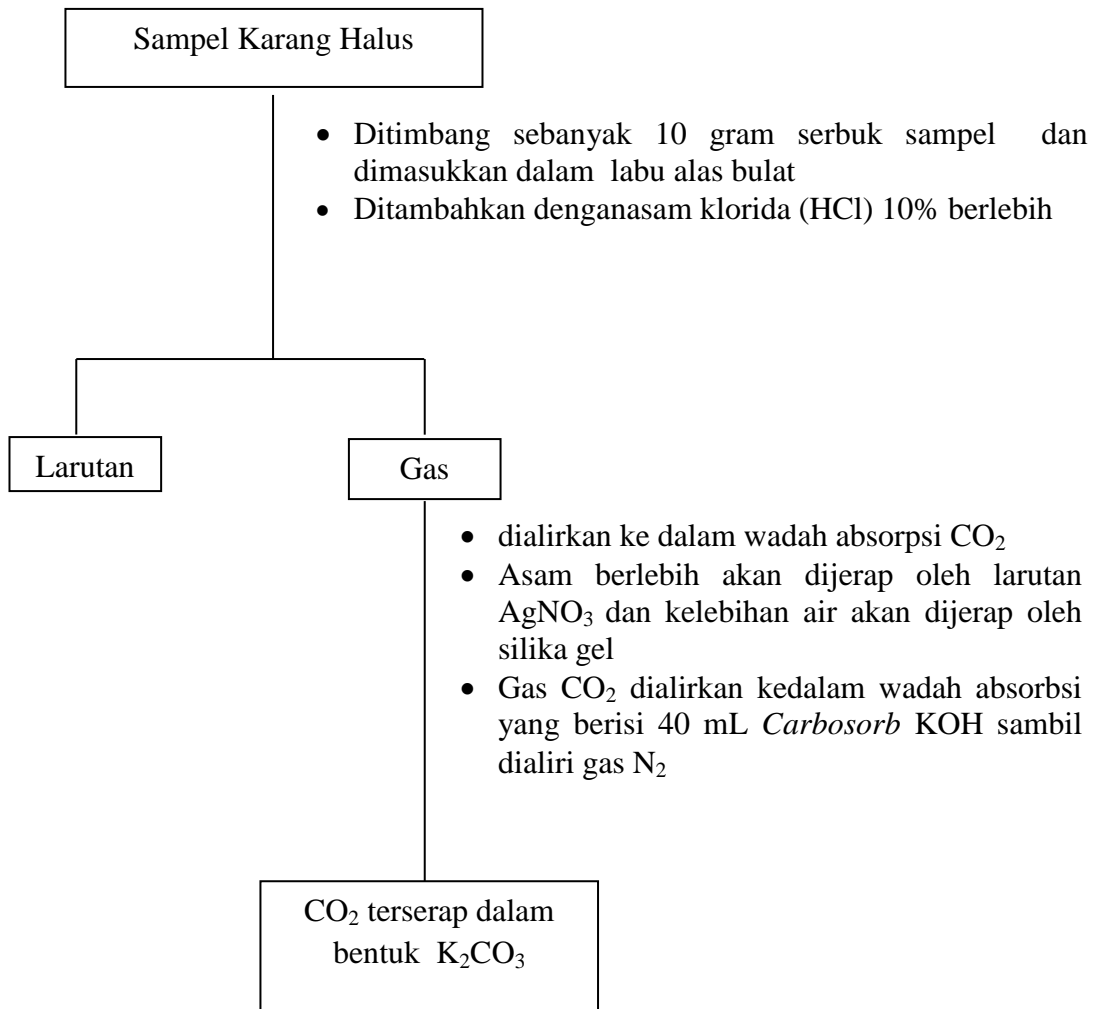 Sampel Karang Halus
• Ditimbang sebanyak 10 gram serbuk sampel dan
dimasukkan dalam labu alas bulat
• Ditambahkan denganasam klorida (HCl) 10% berlebih
Larutan
Gas
• dialirkan ke dalam wadah absorpsi CO₂
• Asam berlebih akan dijerap oleh larutan
AgNO₃ dan kelebihan air akan dijerap oleh
silika gel
• Gas CO₂ dialirkan kedalam wadah absorbsi
yang berisi 40 mL Carbosorb KOH sambil
dialiri gas N₂
CO₂ terserap dalam
bentuk K₂CO₃